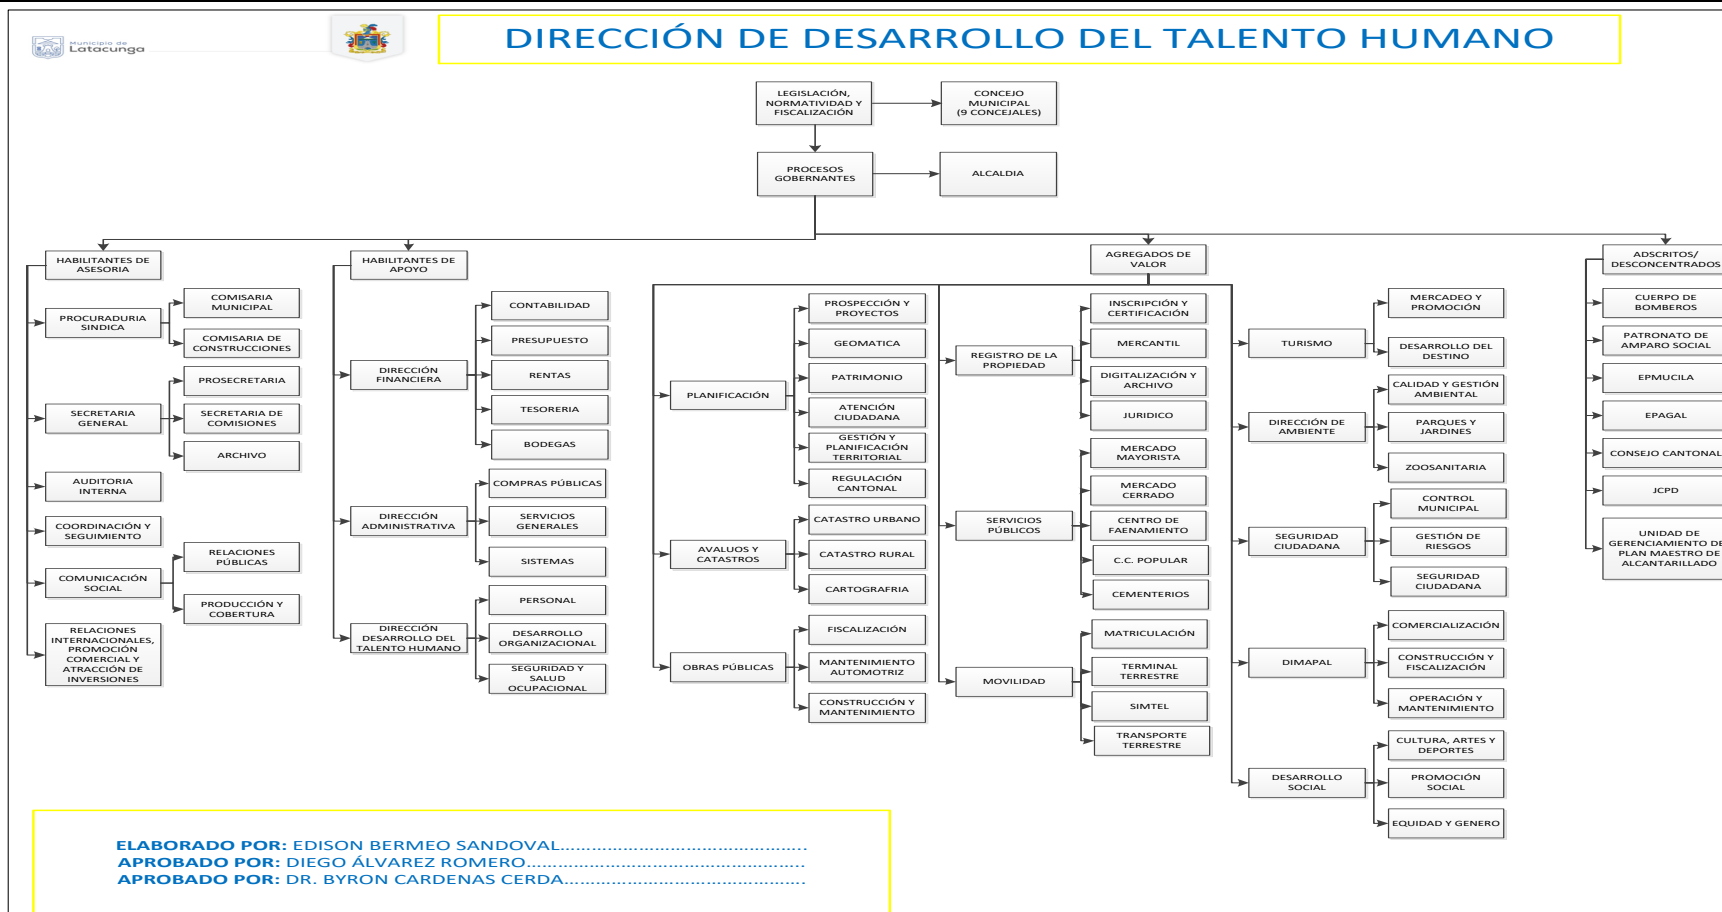 Municipio de
Latacunga
DIRECCIÓN DE DESARROLLO DEL TALENTO HUMANO
LEGISLACIÓN,
NORMATIVIDAD Y
FISCALIZACIÓN
CONCEJO
MUNICIPAL
(9 CONCEJALES)
PROCESOS
GOBERNANTES
ALCALDIA
HABILITANTES DE
ASESORIA
PROCURADURIA
SINDICA
COMISARIA
MUNICIPAL
COMISARIA DE
CONSTRUCCIONES
SECRETARIA
GENERAL
PROSECRETARIA
SECRETARIA DE
COMISIONES
ARCHIVO
AUDITORIA
INTERNA
COORDINACIÓN Y
SEGUIMIENTO
COMUNICACIÓN
SOCIAL
RELACIONES
PÚBLICAS
PRODUCCIÓN Y
COBERTURA
RELACIONES
INTERNACIONALES,
PROMOCIÓN
COMERCIAL Y
ATRACCIÓN DE
INVERSIONES
HABILITANTES DE
APOYO
DIRECCIÓN
FINANCIERA
CONTABILIDAD
PRESUPUESTO
RENTAS
TESORERIA
BODEGAS
DIRECCIÓN
ADMINISTRATIVA
COMPRAS PÚBLICAS
SERVICIOS
GENERALES
SISTEMAS
DIRECCIÓN
DESARROLLO DEL
TALENTO HUMANO
PERSONAL
DESARROLLO
ORGANIZACIONAL
SEGURIDAD Y
SALUD
OCUPACIONAL
AGREGADOS DE
VALOR
PLANIFICACIÓN
PROSPECCIÓN Y
PROYECTOS
GEOMATICA
PATRIMONIO
ATENCIÓN
CIUDADANA
GESTIÓN Y
PLANIFICACIÓN
TERRITORIAL
REGULACIÓN
CANTONAL
AVALUOS Y
CATASTROS
CATASTRO URBANO
CATASTRO RURAL
CARTOGRAFRIA
OBRAS PÚBLICAS
FISCALIZACIÓN
MANTENIMIENTO
AUTOMOTRIZ
CONSTRUCCIÓN Y
MANTENIMIENTO
REGISTRO DE LA
PROPIEDAD
INSCRIPCIÓN Y
CERTIFICACIÓN
MERCANTIL
DIGITALIZACIÓN Y
ARCHIVO
JURIDICO
SERVICIOS
PÚBLICOS
MERCADO
MAYORISTA
MERCADO
CERRADO
CENTRO DE
FAENAMIENTO
C.C. POPULAR
CEMENTERIOS
MOVILIDAD
MATRICULACIÓN
TERMINAL
TERRESTRE
SIMTEL
TRANSPORTE
TERRESTRE
TURISMO
MERCADEO Y
PROMOCIÓN
DESARROLLO DEL
DESTINO
DIRECCIÓN DE
AMBIENTE
CALIDAD Y GESTIÓN
AMBIENTAL
PARQUES Y
JARDINES
ZOOSANITARIA
SEGURIDAD
CIUDADANA
CONTROL
MUNICIPAL
GESTIÓN DE
RIESGOS
SEGURIDAD
CIUDADANA
DIMAPAL
COMERCIALIZACIÓN
CONSTRUCCIÓN Y
FISCALIZACIÓN
OPERACIÓN Y
MANTENIMIENTO
DESARROLLO
SOCIAL
CULTURA, ARTES Y
DEPORTES
PROMOCIÓN
SOCIAL
EQUIDAD Y GENERO
ADSCRITOS/
DESCONCENTRADOS
CUERPO DE
BOMBEROS
PATRONATO DE
AMPARO SOCIAL
EPMUCILA
EPAGAL
CONSEJO CANTONAL
JCPD
UNIDAD DE
GERENCIAMIENTO DE
PLAN MAESTRO DE
ALCANTARILLADO
ELABORADO POR: EDISON BERMEO SANDOVAL.............................................
APROBADO POR: DIEGO ÁLVAREZ ROMERO..................................................
APROBADO POR: DR. BYRON CARDENAS CERDA...........................................